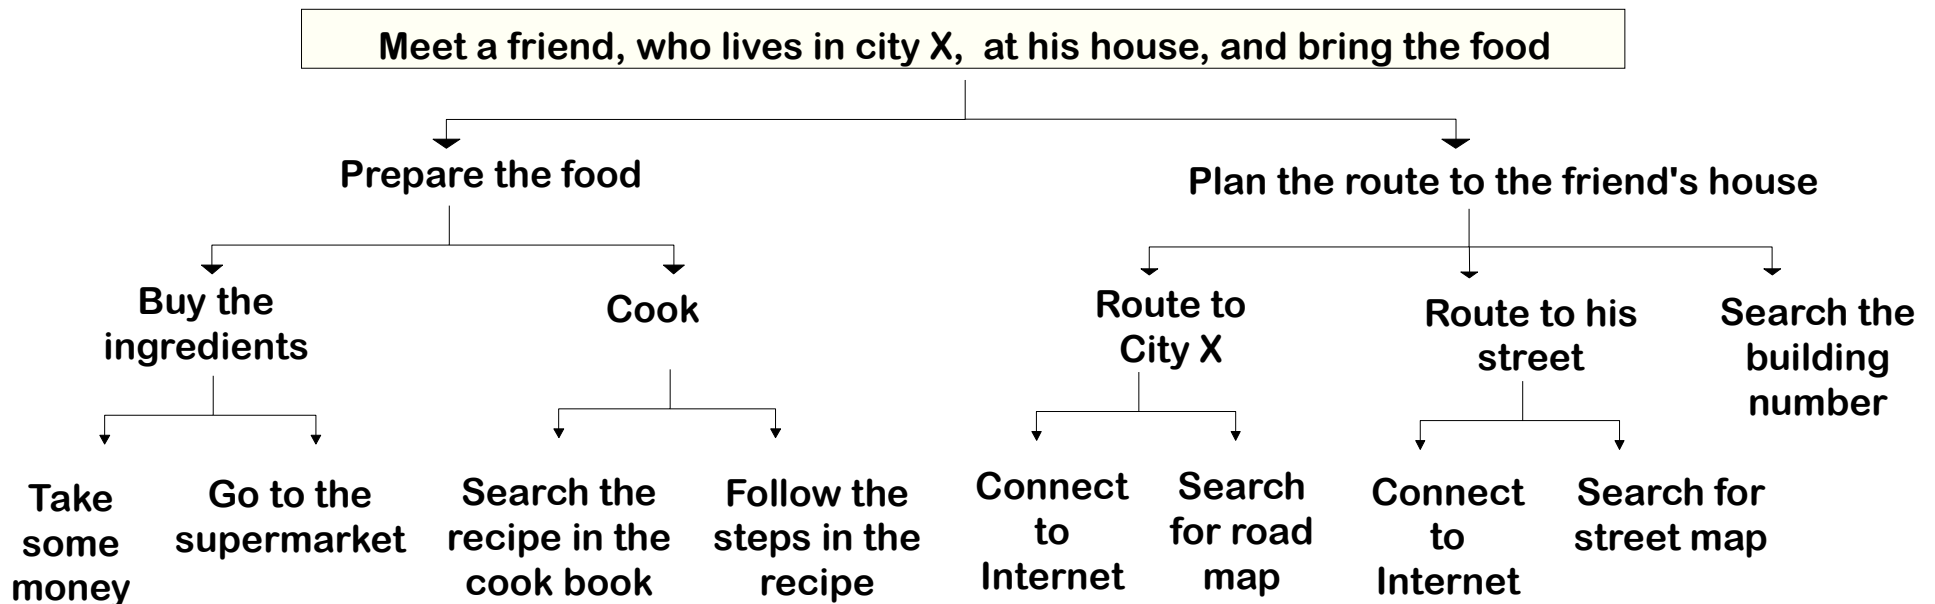 Meet a friend, who lives in city X,  at his house, and bring the food
Prepare the food
Plan the route to the friend's house
Buy the
ingredients
Cook
Route to
City X
Route to his
street
Search the
building
number
Take
some
money
Go to the
supermarket
Search the
recipe in the
cook book
Follow the
steps in the
recipe
Connect
to
Internet
Search
for road
map
Connect
to
Internet
Search for
street map